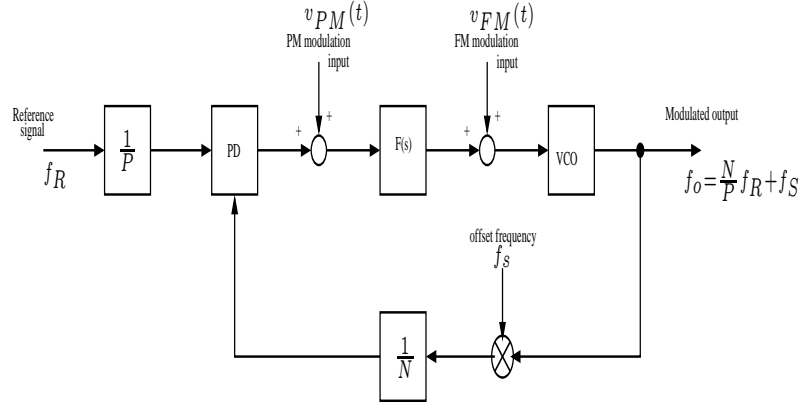 v_PM(t)
PM modulation
input
v_FM(t)
FM modulation
input
Reference
signal
f_R
1/P
PD
+
+
F(s)
+
+
VCO
Modulated output
f_o = N/P f_R + f_S
offset frequency
f_s
1/N